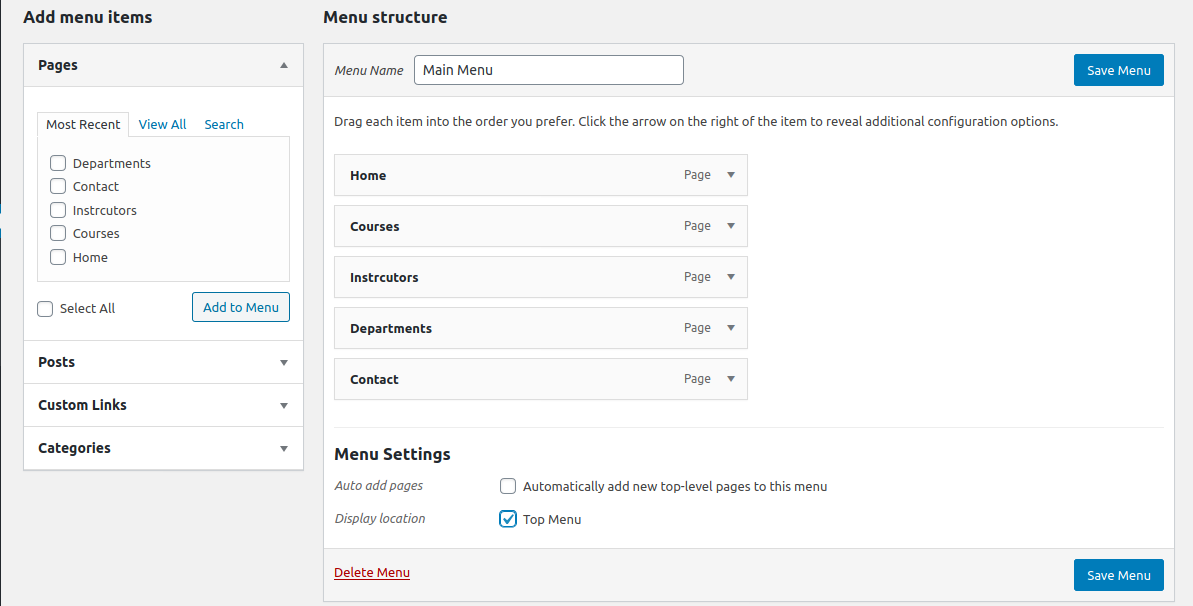 Add menu items
Pages
Most Recent View All Search
Departments
Contact
Instrcutors
Courses
Home
Select All Add to Menu
Posts
Custom Links
Categories
Menu structure
Menu Name Main Menu Save Menu
Drag each item into the order you prefer. Click the arrow on the right of the item to reveal additional configuration options.
Home Page
Courses Page
Instrcutors Page
Departments Page
Contact Page
Menu Settings
Auto add pages Automatically add new top-level pages to this menu
Display location Top Menu
Delete Menu Save Menu